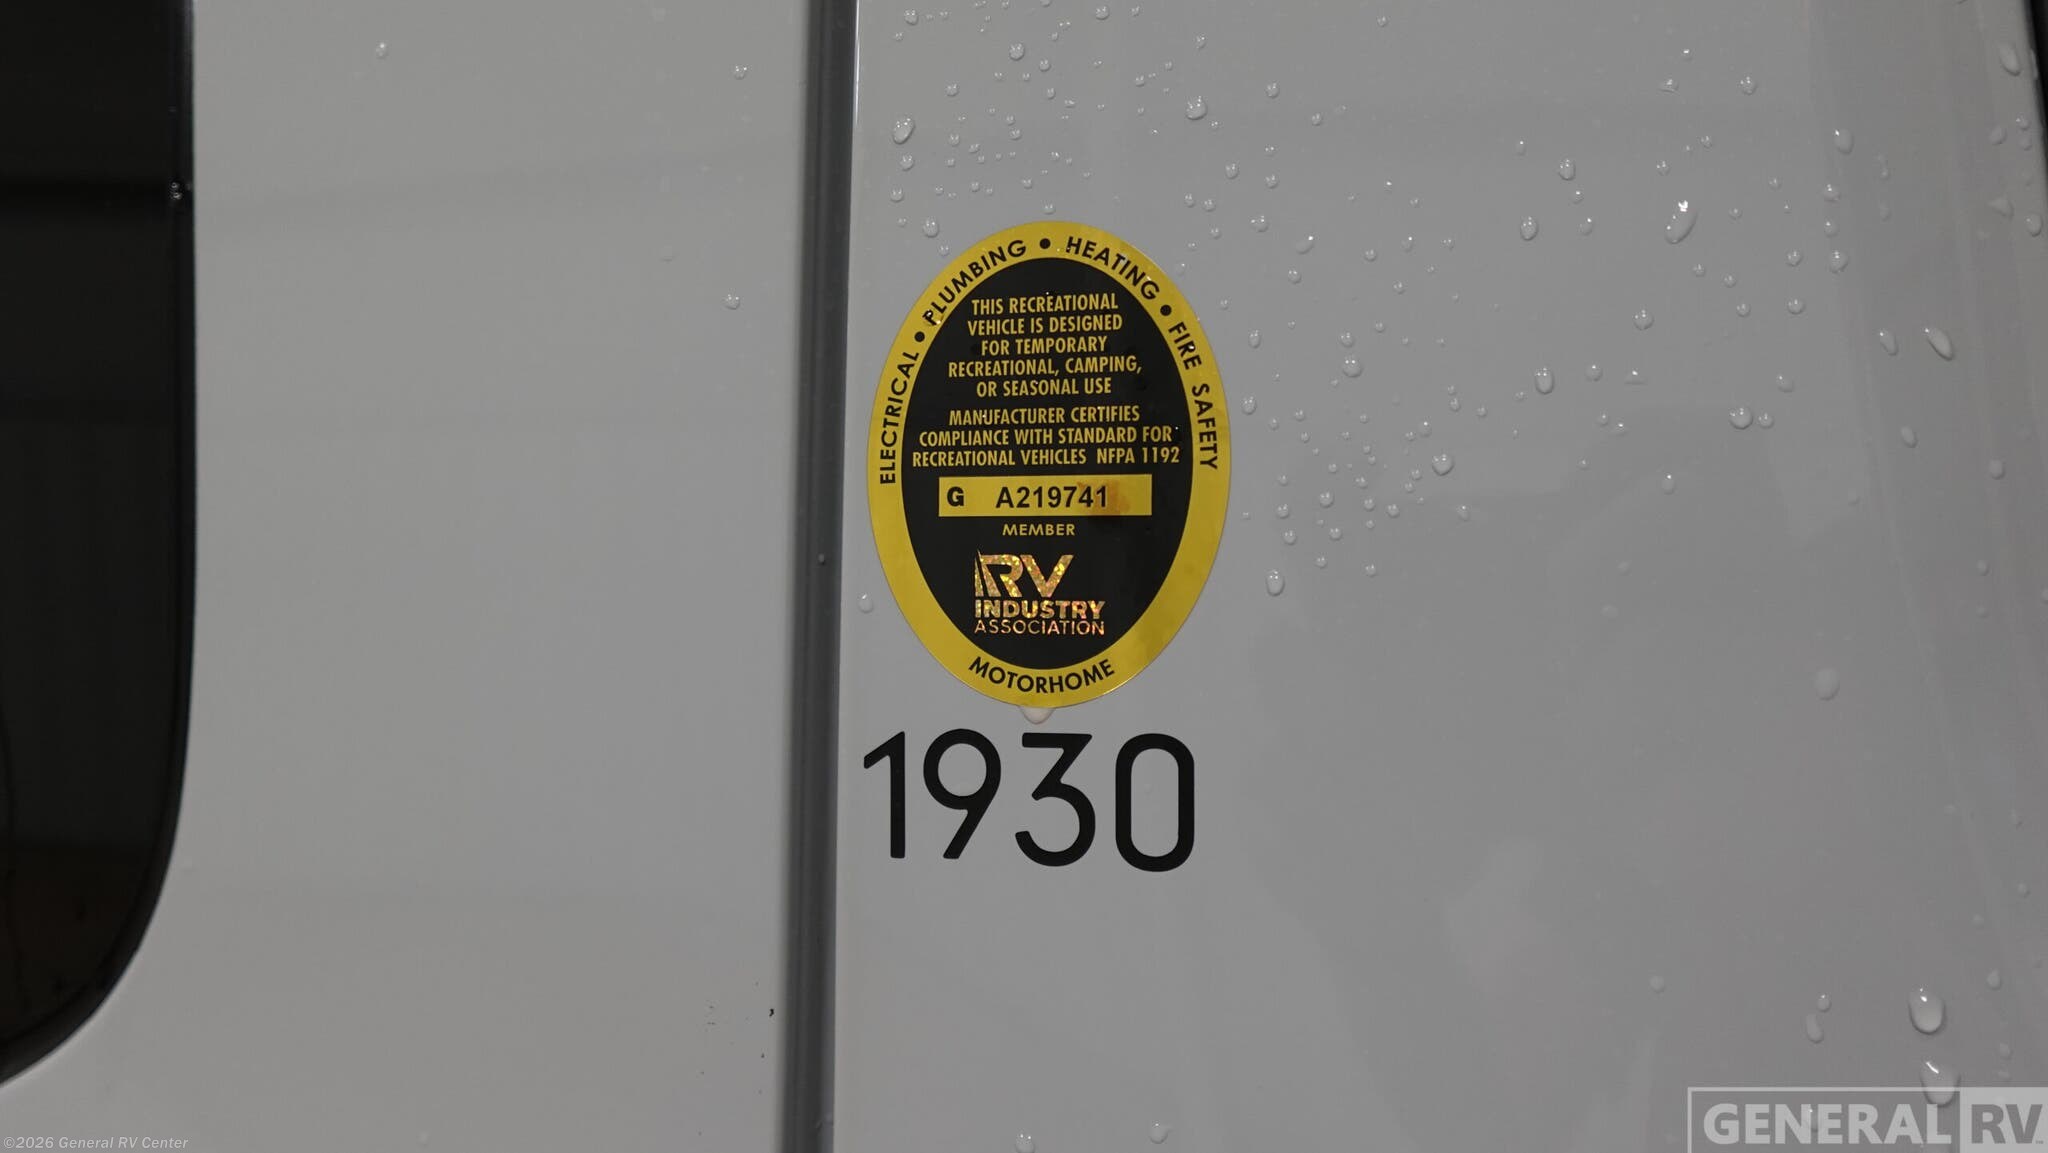 ELECTRICAL • PLUMBING • HEATING • FIRE SAFETY
THIS RECREATIONAL
VEHICLE IS DESIGNED
FOR TEMPORARY
RECREATIONAL, CAMPING,
OR SEASONAL USE
MANUFACTURER CERTIFIES
COMPLIANCE WITH STANDARD FOR
RECREATIONAL VEHICLES NFPA 1192
G A219741
MEMBER
RV
INDUSTRY
ASSOCIATION
MOTORHOME
1930
©2026 General RV Center
GENERAL RV